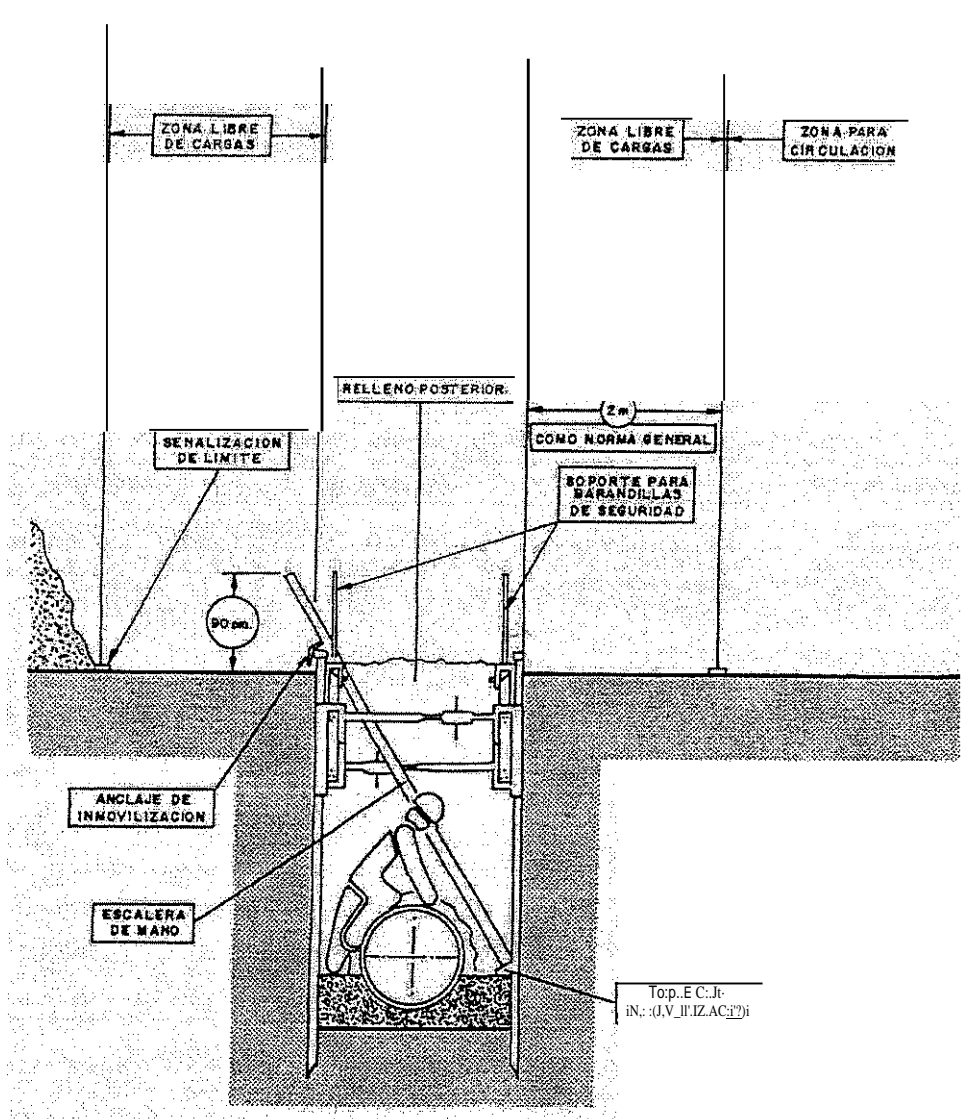 ZONA LIBRE
DE CARGAS
ZONA LIBRE
DE CARGAS
ZONA PARA
CIRCULACION
RELLENO POSTERIOR
2 m
COMO NORMA GENERAL
SEÑALIZACION
DE LIMITE
SOPORTE PARA
BARANDILLAS
DE SEGURIDAD
90 cm.
ANCLAJE DE
INMOVILIZACION
ESCALERA
DE MANO